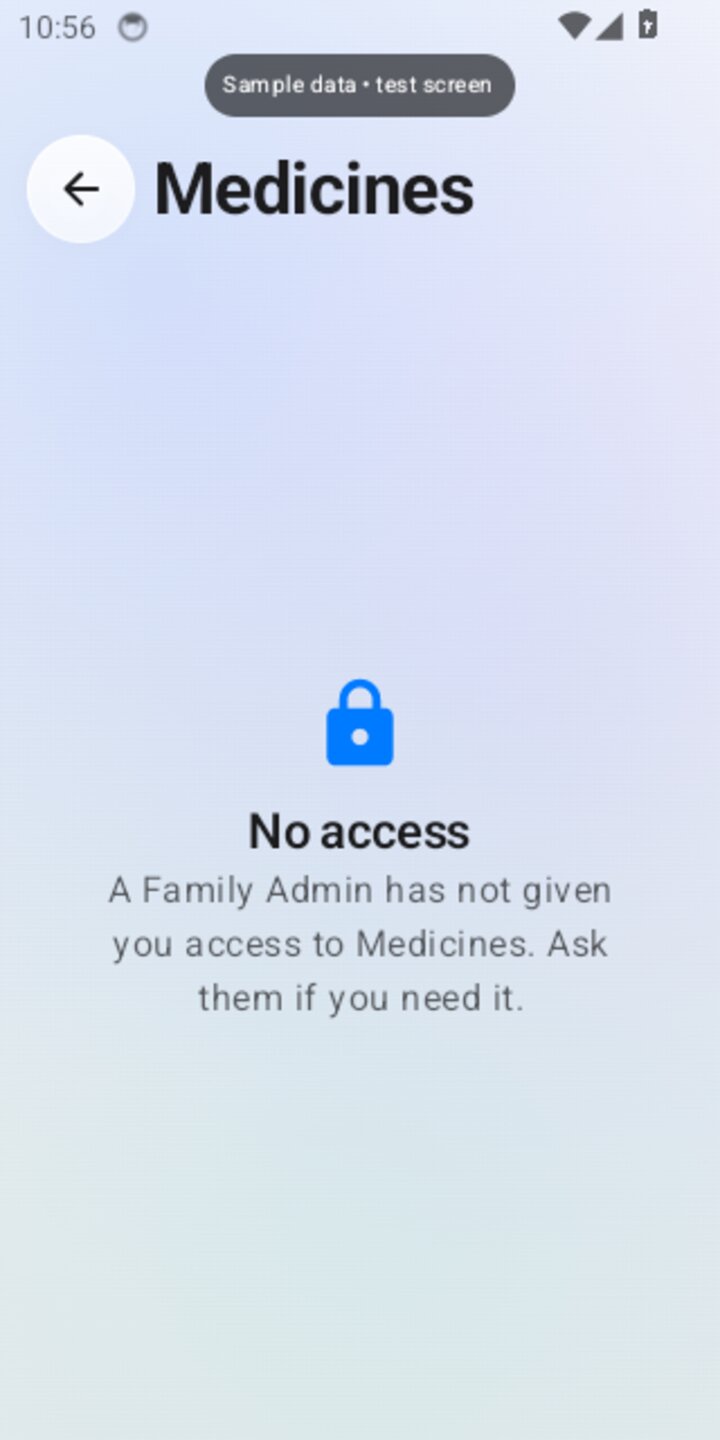 10:56
Sample data • test screen
Medicines
No access
A Family Admin has not given
you access to Medicines. Ask
them if you need it.